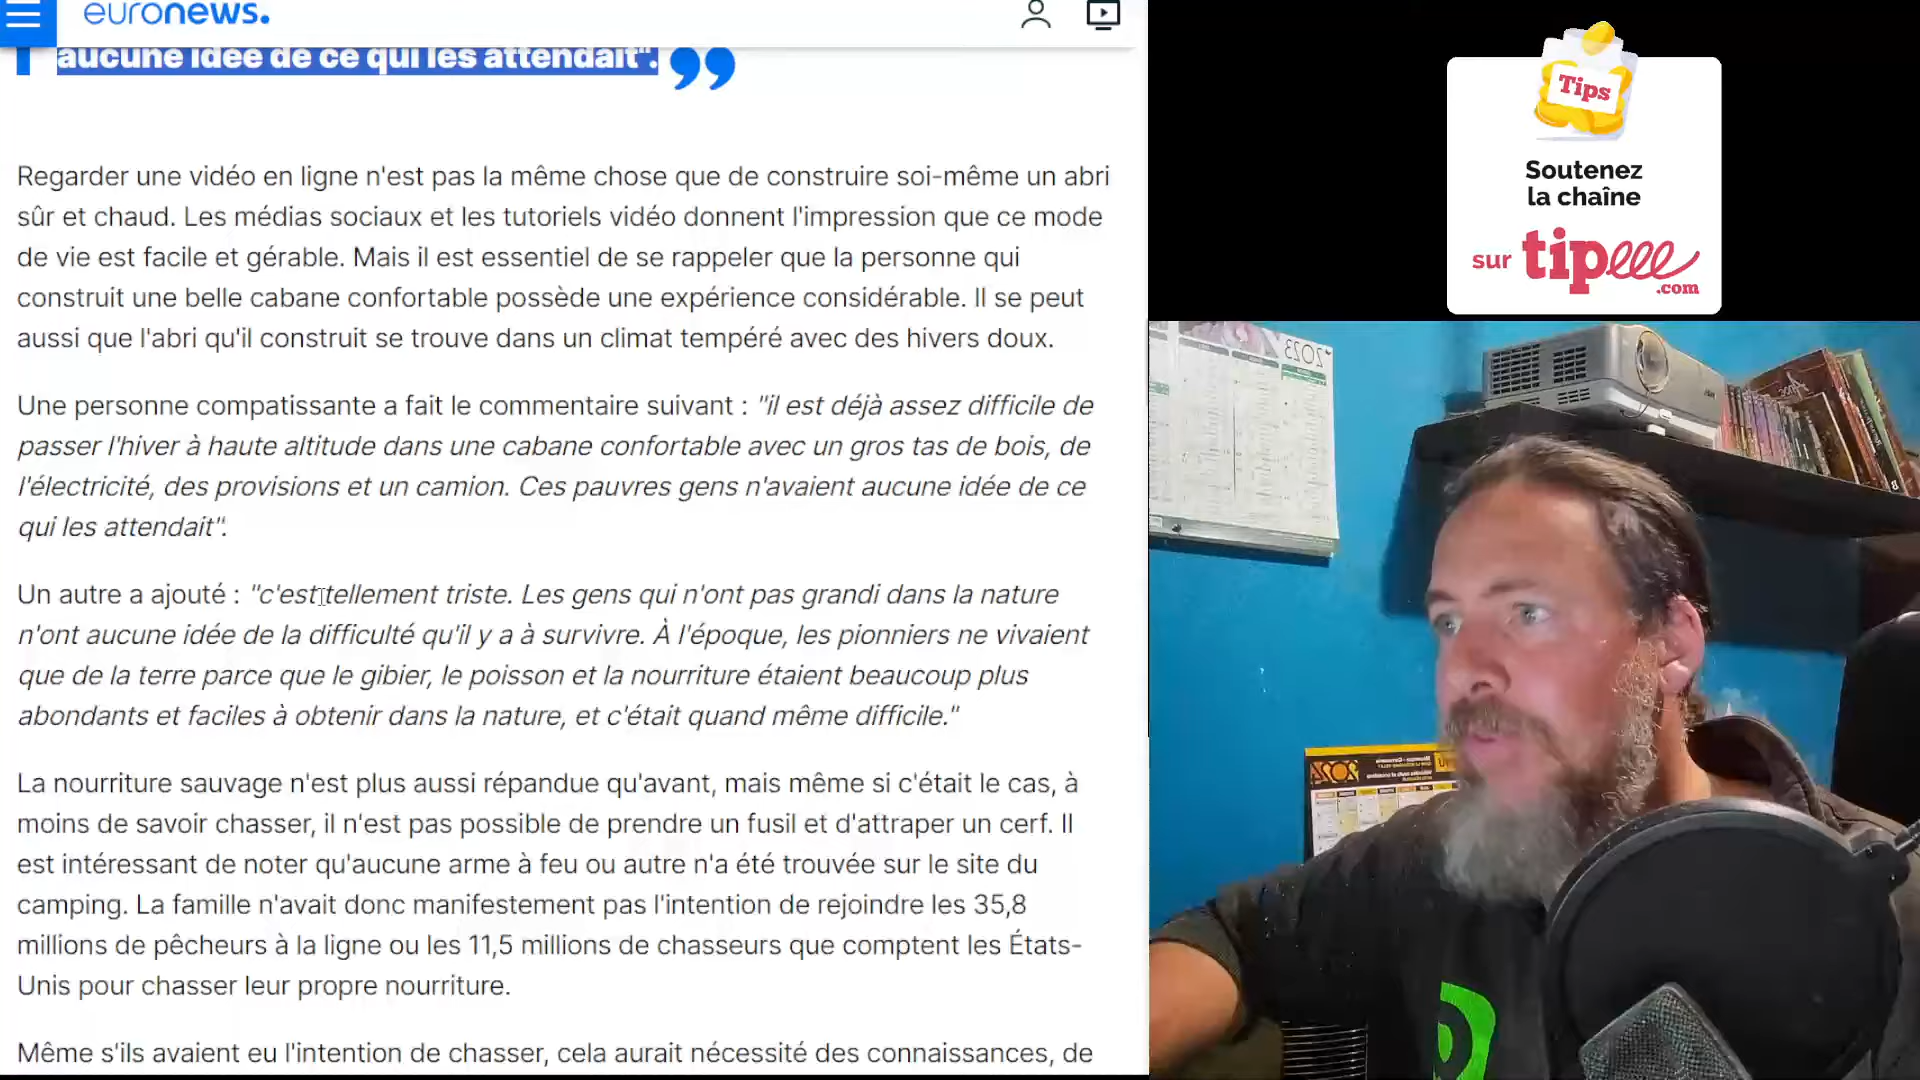 euronews.
aucune idée de ce qui les attendait".
Regarder une vidéo en ligne n'est pas la même chose que de construire soi-même un abri
sûr et chaud. Les médias sociaux et les tutoriels vidéo donnent l'impression que ce mode
de vie est facile et gérable. Mais il est essentiel de se rappeler que la personne qui
construit une belle cabane confortable possède une expérience considérable. Il se peut
aussi que l'abri qu'il construit se trouve dans un climat tempéré avec des hivers doux.
Une personne compatissante a fait le commentaire suivant : "il est déjà assez difficile de
passer l'hiver à haute altitude dans une cabane confortable avec un gros tas de bois, de
l'électricité, des provisions et un camion. Ces pauvres gens n'avaient aucune idée de ce
qui les attendait".
Un autre a ajouté : "c'est tellement triste. Les gens qui n'ont pas grandi dans la nature
n'ont aucune idée de la difficulté qu'il y a à survivre. À l'époque, les pionniers ne vivaient
que de la terre parce que le gibier, le poisson et la nourriture étaient beaucoup plus
abondants et faciles à obtenir dans la nature, et c'était quand même difficile."
La nourriture sauvage n'est plus aussi répandue qu'avant, mais même si c'était le cas, à
moins de savoir chasser, il n'est pas possible de prendre un fusil et d'attraper un cerf. Il
est intéressant de noter qu'aucune arme à feu ou autre n'a été trouvée sur le site du
camping. La famille n'avait donc manifestement pas l'intention de rejoindre les 35,8
millions de pêcheurs à la ligne ou les 11,5 millions de chasseurs que comptent les États-
Unis pour chasser leur propre nourriture.
Même s'ils avaient eu l'intention de chasser, cela aurait nécessité des connaissances, de
Tips
Soutenez
la chaîne
sur tipeee
.com
2023